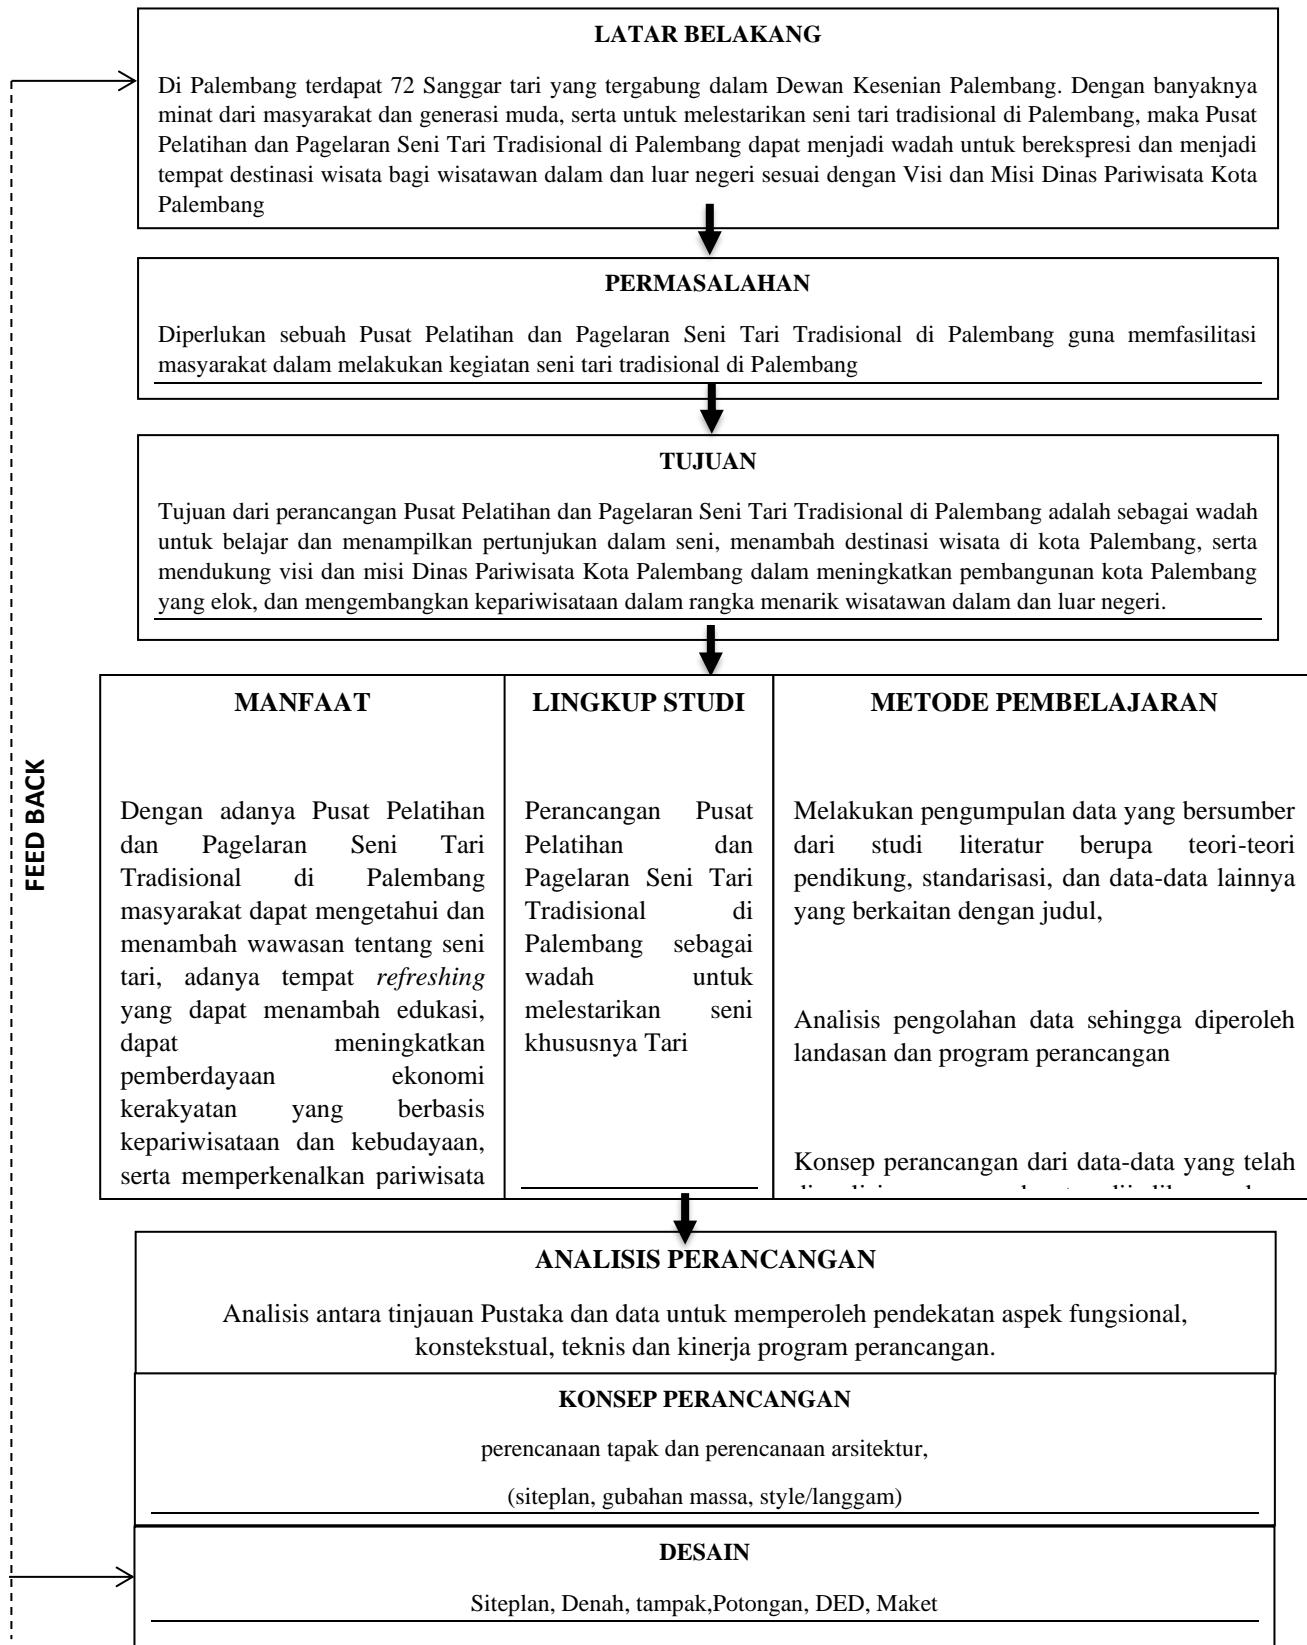 LATAR BELAKANG
Di Palembang terdapat 72 Sanggar tari yang tergabung dalam Dewan Kesenian Palembang. Dengan banyaknya
minat dari masyarakat dan generasi muda, serta untuk melestarikan seni tari tradisional di Palembang, maka Pusat
Pelatihan dan Pagelaran Seni Tari Tradisional di Palembang dapat menjadi wadah untuk berekspresi dan menjadi
tempat destinasi wisata bagi wisatawan dalam dan luar negeri sesuai dengan Visi dan Misi Dinas Pariwisata Kota
Palembang
PERMASALAHAN
Diperlukan sebuah Pusat Pelatihan dan Pagelaran Seni Tari Tradisional di Palembang guna memfasilitasi
masyarakat dalam melakukan kegiatan seni tari tradisional di Palembang
TUJUAN
Tujuan dari perancangan Pusat Pelatihan dan Pagelaran Seni Tari Tradisional di Palembang adalah sebagai wadah
untuk belajar dan menampilkan pertunjukan dalam seni, menambah destinasi wisata di kota Palembang, serta
mendukung visi dan misi Dinas Pariwisata Kota Palembang dalam meningkatkan pembangunan kota Palembang
yang elok, dan mengembangkan kepariwisataan dalam rangka menarik wisatawan dalam dan luar negeri.
FEED BACK
MANFAAT
Dengan adanya Pusat Pelatihan
dan Pagelaran Seni Tari
Tradisional di Palembang
masyarakat dapat mengetahui dan
menambah wawasan tentang seni
tari, adanya tempat refreshing
yang dapat menambah edukasi,
dapat meningkatkan
pemberdayaan ekonomi
kerakyatan yang berbasis
kepariwisataan dan kebudayaan,
serta memperkenalkan pariwisata
LINGKUP STUDI
Perancangan Pusat
Pelatihan dan
Pagelaran Seni Tari
Tradisional di
Palembang sebagai
wadah untuk
melestarikan seni
khususnya Tari
METODE PEMBELAJARAN
Melakukan pengumpulan data yang bersumber
dari studi literatur berupa teori-teori
pendikung, standarisasi, dan data-data lainnya
yang berkaitan dengan judul,
Analisis pengolahan data sehingga diperoleh
landasan dan program perancangan
Konsep perancangan dari data-data yang telah
ANALISIS PERANCANGAN
Analisis antara tinjauan Pustaka dan data untuk memperoleh pendekatan aspek fungsional,
konstekstual, teknis dan kinerja program perancangan.
KONSEP PERANCANGAN
perencanaan tapak dan perencanaan arsitektur,
(siteplan, gubahan massa, style/langgam)
DESAIN
Siteplan, Denah, tampak,Potongan, DED, Maket